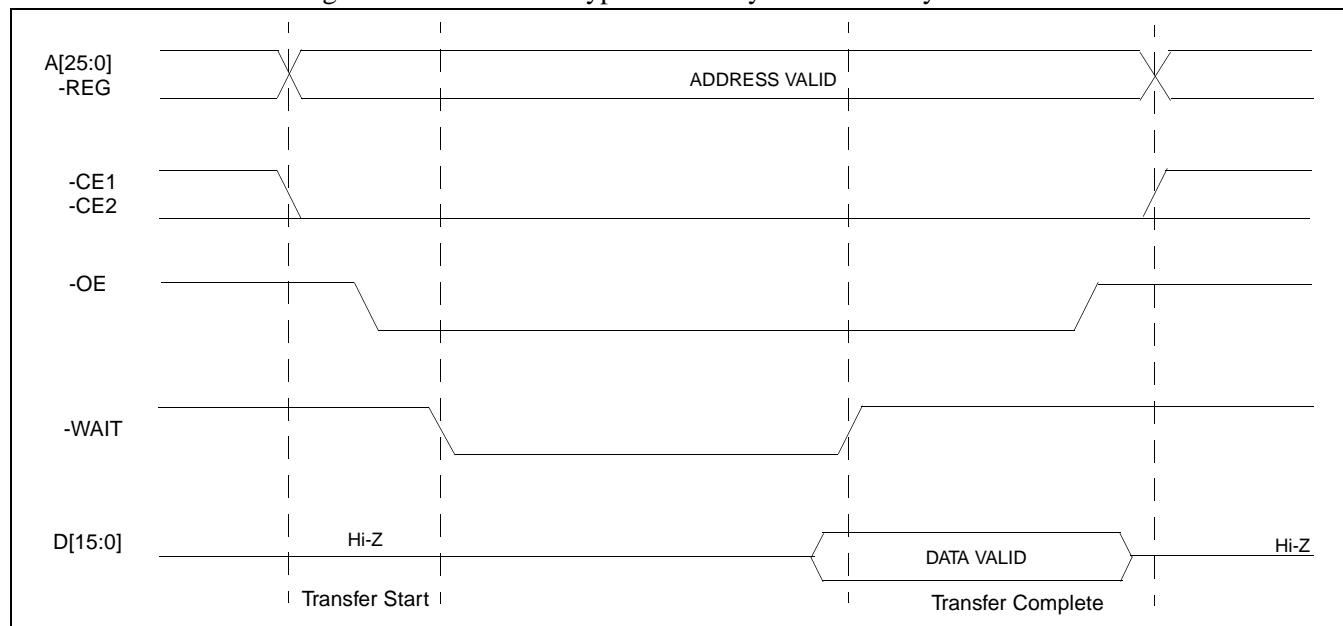 A[25:0]
-REG
ADDRESS VALID
-CE1
-CE2
-OE
-WAIT
D[15:0]
Hi-Z
DATA VALID
Hi-Z
Transfer Start
Transfer Complete